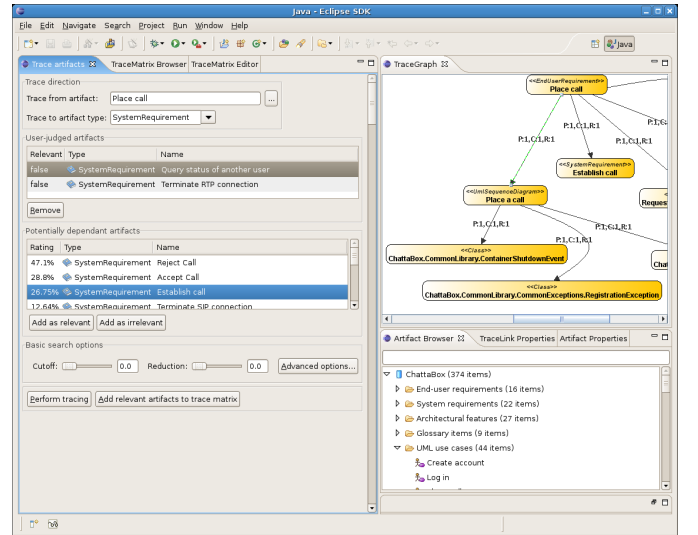 Java - Eclipse SDK
File Edit Navigate Search Project Run Window Help
Java
Trace artifacts TraceMatrix Browser TraceMatrix Editor
Trace direction
Trace from artifact: Place call ...
Trace to artifact type: SystemRequirement
User-judged artifacts
Relevant Type Name
false SystemRequirement Query status of another user
false SystemRequirement Terminate RTP connection
Remove
Potentially dependant artifacts
Rating Type Name
47.1% SystemRequirement Reject Call
28.8% SystemRequirement Accept Call
26.75% SystemRequirement Establish call
12.64% SystemRequirement Terminate SIP connection
Add as relevant Add as irrelevant
Basic search options
Cutoff: 0.0 Reduction: 0.0 Advanced options...
Perform tracing Add relevant artifacts to trace matrix
TraceGraph
<<EndUserRequirement>>
Place call
P:1,C:1,R:1
P:1,C:1,R:1
<<SystemRequirement>>
Establish call
<<UmlSequenceDiagram>>
Place a call
Request
P:1,C:1,R:1
P:1,C:1,R:1
<<Class>>
ChattaBox.CommonLibrary.ContainerShutdownEvent
<<Class>>
ChattaBox.CommonLibrary.CommonExceptions.RegistrationException
Artifact Browser TraceLink Properties Artifact Properties
ChattaBox (374 items)
End-user requirements (16 items)
System requirements (22 items)
Architectural features (27 items)
Glossary items (9 items)
UML use cases (44 items)
Create account
Log in